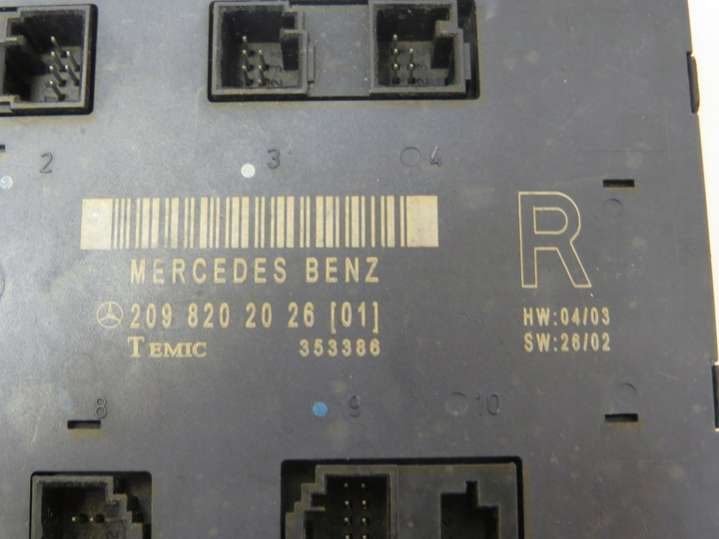 2 3 4
MERCEDES BENZ
209 820 20 26 [01]
TEMIC 353386
R
HW:04/03
SW:26/02
8 9 10